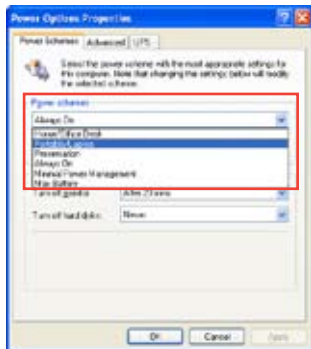 Power Options Properties
Power Schemes
Advanced
UPS
Select the power scheme with the most appropriate settings for
this computer. Note that changing the settings below will modify
the selected scheme.
Power schemes
Always On
Home/Office Desk
Portable/Laptop
Presentation
Always On
Minimal Power Management
Max Battery
Turn off monitor: After 20 mins
Turn off hard disks: Never
OK
Cancel
Apply